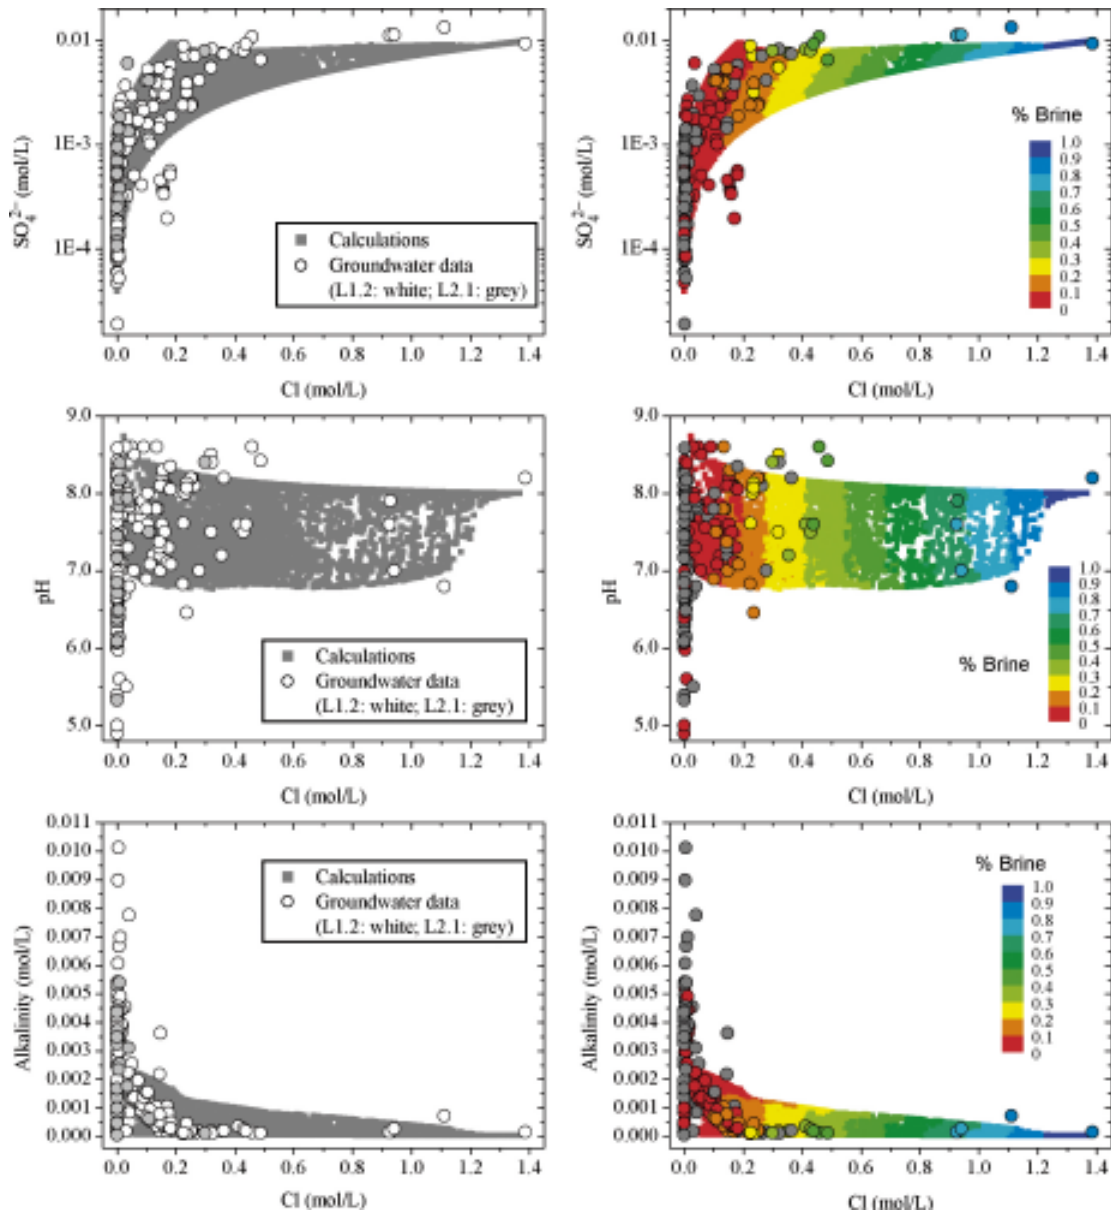 0.01
1E-3
1E-4
SO₄²⁻ (mol/L)
Calculations
Groundwater data
(L1.2: white; L2.1: grey)
0.0 0.2 0.4 0.6 0.8 1.0 1.2 1.4
Cl (mol/L)
0.01
1E-3
1E-4
SO₄²⁻ (mol/L)
% Brine
1.0
0.9
0.8
0.7
0.6
0.5
0.4
0.3
0.2
0.1
0
0.0 0.2 0.4 0.6 0.8 1.0 1.2 1.4
Cl (mol/L)
9.0
8.0
7.0
6.0
5.0
pH
Calculations
Groundwater data
(L1.2: white; L2.1: grey)
0.0 0.2 0.4 0.6 0.8 1.0 1.2 1.4
Cl (mol/L)
9.0
8.0
7.0
6.0
5.0
pH
% Brine
1.0
0.9
0.8
0.7
0.6
0.5
0.4
0.3
0.2
0.1
0
0.0 0.2 0.4 0.6 0.8 1.0 1.2 1.4
Cl (mol/L)
0.011
0.010
0.009
0.008
0.007
0.006
0.005
0.004
0.003
0.002
0.001
0.000
Alkalinity (mol/L)
Calculations
Groundwater data
(L1.2: white; L2.1: grey)
0.0 0.2 0.4 0.6 0.8 1.0 1.2 1.4
Cl (mol/L)
0.011
0.010
0.009
0.008
0.007
0.006
0.005
0.004
0.003
0.002
0.001
0.000
Alkalinity (mol/L)
% Brine
1.0
0.9
0.8
0.7
0.6
0.5
0.4
0.3
0.2
0.1
0
0.0 0.2 0.4 0.6 0.8 1.0 1.2 1.4
Cl (mol/L)